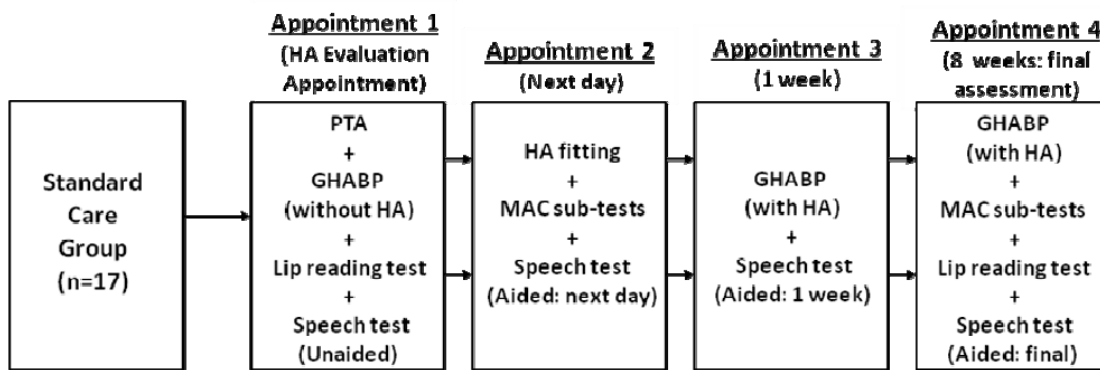 Appointment 1
(HA Evaluation
Appointment)
Appointment 2
(Next day)
Appointment 3
(1 week)
Appointment 4
(8 weeks: final
assessment)
Standard
Care
Group
(n=17)
PTA
+
GHABP
(without HA)
+
Lip reading test
+
Speech test
(Unaided)
HA fitting
+
MAC sub-tests
+
Speech test
(Aided: next day)
GHABP
(with HA)
+
Speech test
(Aided: 1 week)
GHABP
(with HA)
+
MAC sub-tests
+
Lip reading test
+
Speech test
(Aided: final)